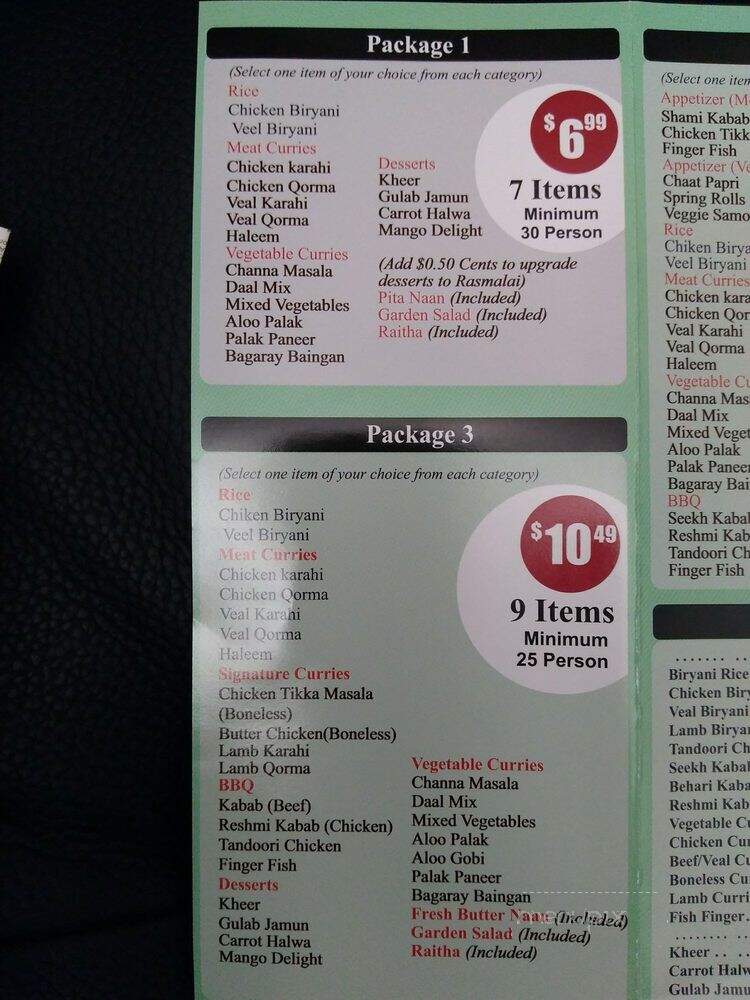 Package 1
(Select one item of your choice from each category)
Rice
Chicken Biryani
Veel Biryani
Meat Curries
Chicken karahi
Chicken Qorma
Veal Karahi
Veal Qorma
Haleem
Vegetable Curries
Channa Masala
Daal Mix
Mixed Vegetables
Aloo Palak
Palak Paneer
Bagaray Baingan
Desserts
Kheer
Gulab Jamun
Carrot Halwa
Mango Delight
(Add $0.50 Cents to upgrade
desserts to Rasmalai)
Pita Naan (Included)
Garden Salad (Included)
Raitha (Included)
$6.99
7 Items
Minimum
30 Person
Package 3
(Select one item of your choice from each category)
Rice
Chiken Biryani
Veel Biryani
Meat Curries
Chicken karahi
Chicken Qorma
Veal Karahi
Veal Qorma
Haleem
Signature Curries
Chicken Tikka Masala
(Boneless)
Butter Chicken(Boneless)
Lamb Karahi
Lamb Qorma
BBQ
Kabab (Beef)
Reshmi Kabab (Chicken)
Tandoori Chicken
Finger Fish
Desserts
Kheer
Gulab Jamun
Carrot Halwa
Mango Delight
$10.49
9 Items
Minimum
25 Person
Vegetable Curries
Channa Masala
Daal Mix
Mixed Vegetables
Aloo Palak
Aloo Gobi
Palak Paneer
Bagaray Baingan
Fresh Butter Naan (Included)
Garden Salad (Included)
Raitha (Included)
(Select one item
Appetizer (M
Shami Kabab
Chicken Tikk
Finger Fish
Appetizer (Ve
Chaat Papri
Spring Rolls
Veggie Samo
Rice
Chiken Birya
Veel Biryani
Meat Curries
Chicken kara
Chicken Qor
Veal Karahi
Veal Qorma
Haleem
Vegetable Cu
Channa Mas
Daal Mix
Mixed Veget
Aloo Palak
Palak Paneer
Bagaray Bai
BBQ
Seekh Kabab
Reshmi Kab
Tandoori Ch
Finger Fish
Biryani Rice
Chicken Biry
Veal Biryani
Lamb Biryan
Tandoori Ch
Seekh Kabab
Behari Kaba
Reshmi Kab
Vegetable Cu
Chicken Cur
Beef/Veal Cu
Boneless Cu
Lamb Curri
Fish Finger.
Kheer . . . .
Carrot Halw
Gulab Jamu